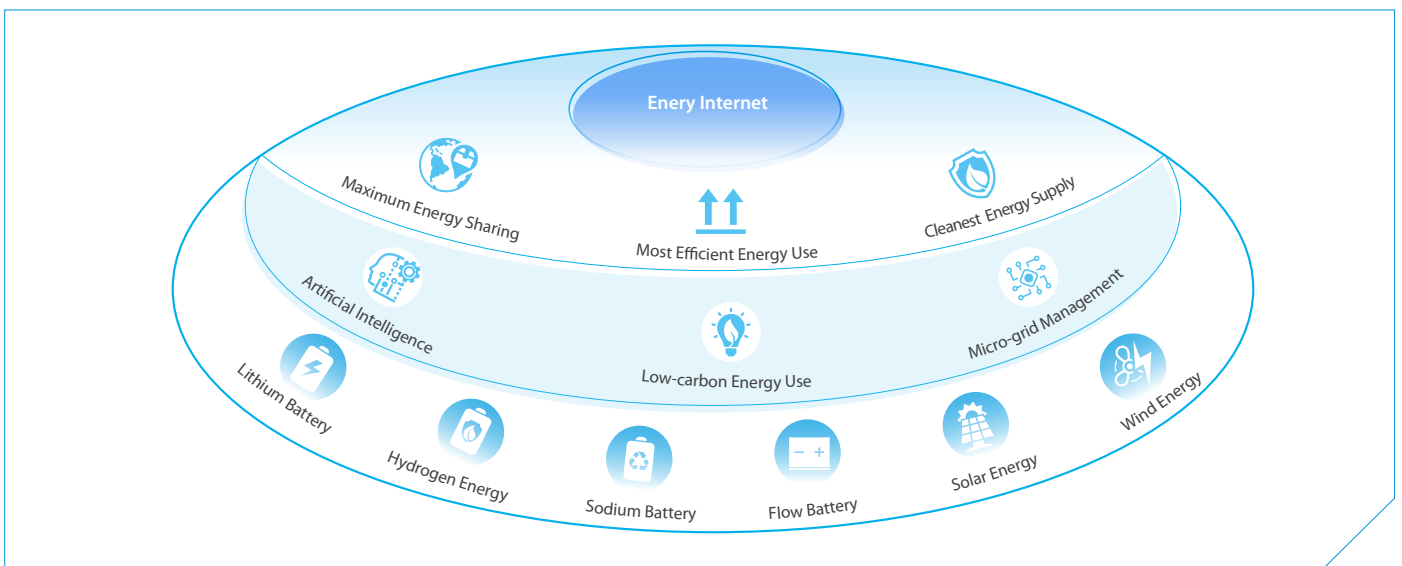 Enery Internet
Maximum Energy Sharing
Most Efficient Energy Use
Cleanest Energy Supply
Artificial Intelligence
Low-carbon Energy Use
Micro-grid Management
Lithium Battery
Hydrogen Energy
Sodium Battery
Flow Battery
Solar Energy
Wind Energy